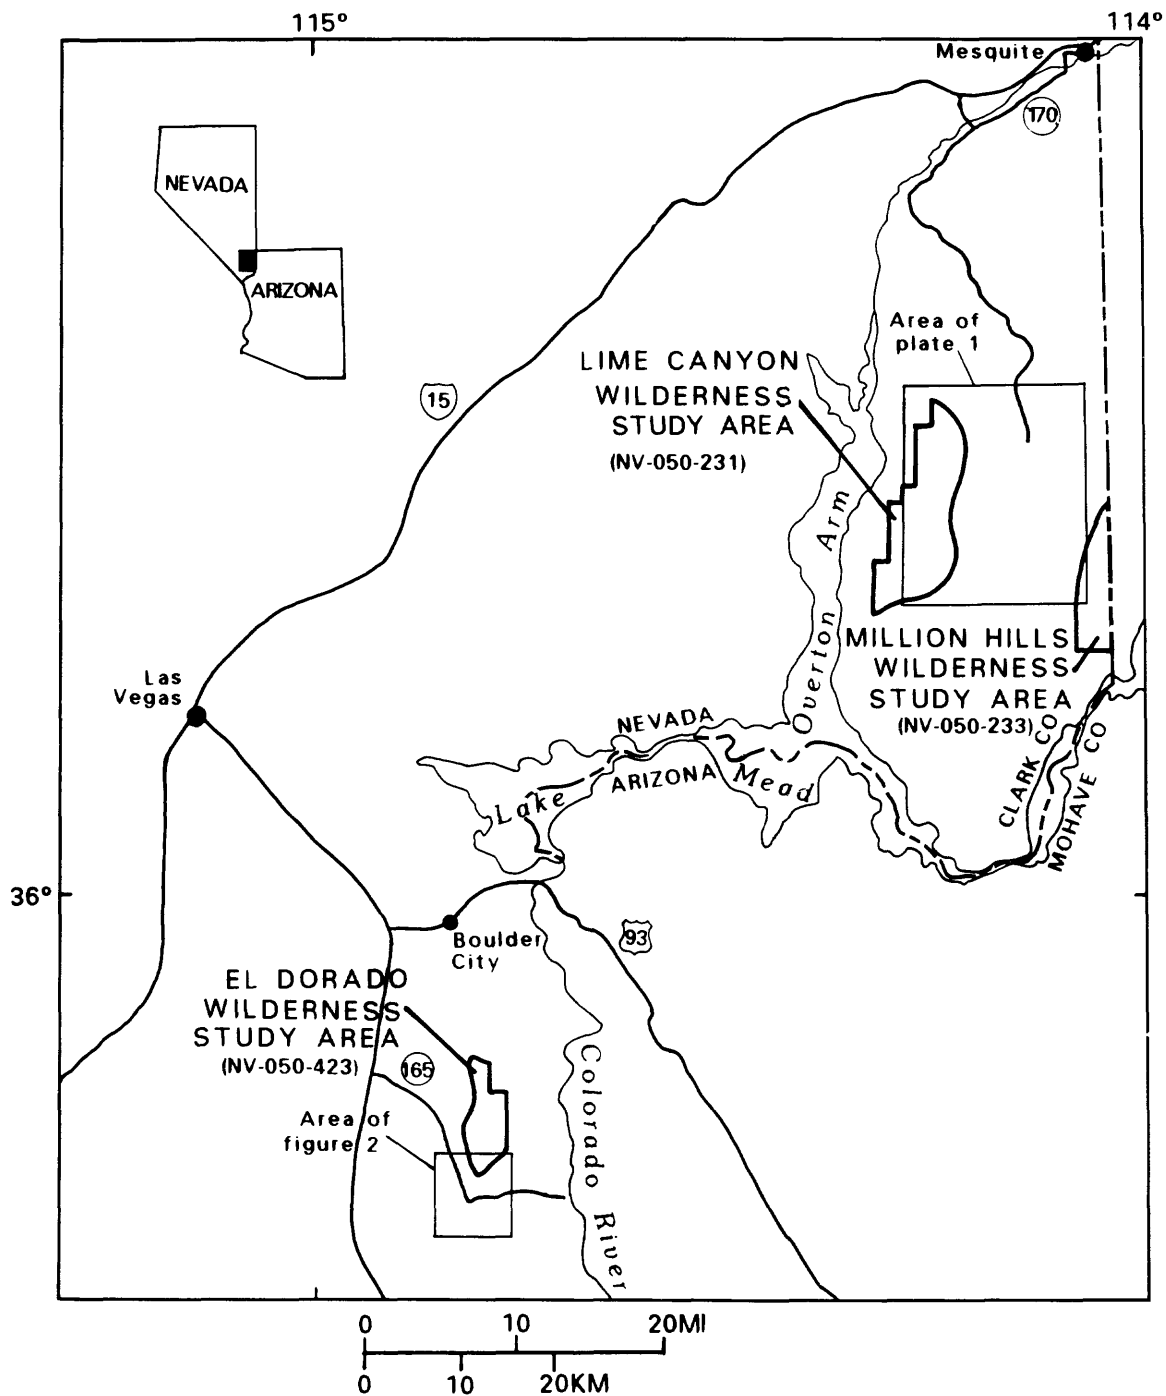 115°
114°
Mesquite
170
NEVADA
ARIZONA
Area of
plate 1
LIME CANYON
WILDERNESS
STUDY AREA
(NV-050-231)
15
Overton Arm
MILLION HILLS
WILDERNESS
STUDY AREA
(NV-050-233)
Las
Vegas
NEVADA
ARIZONA
Lake Mead
CLARK CO
MOHAVE CO
36°
Boulder
City
93
EL DORADO
WILDERNESS
STUDY AREA
(NV-050-423)
165
Area of
figure 2
Colorado River
0 10 20MI
0 10 20KM